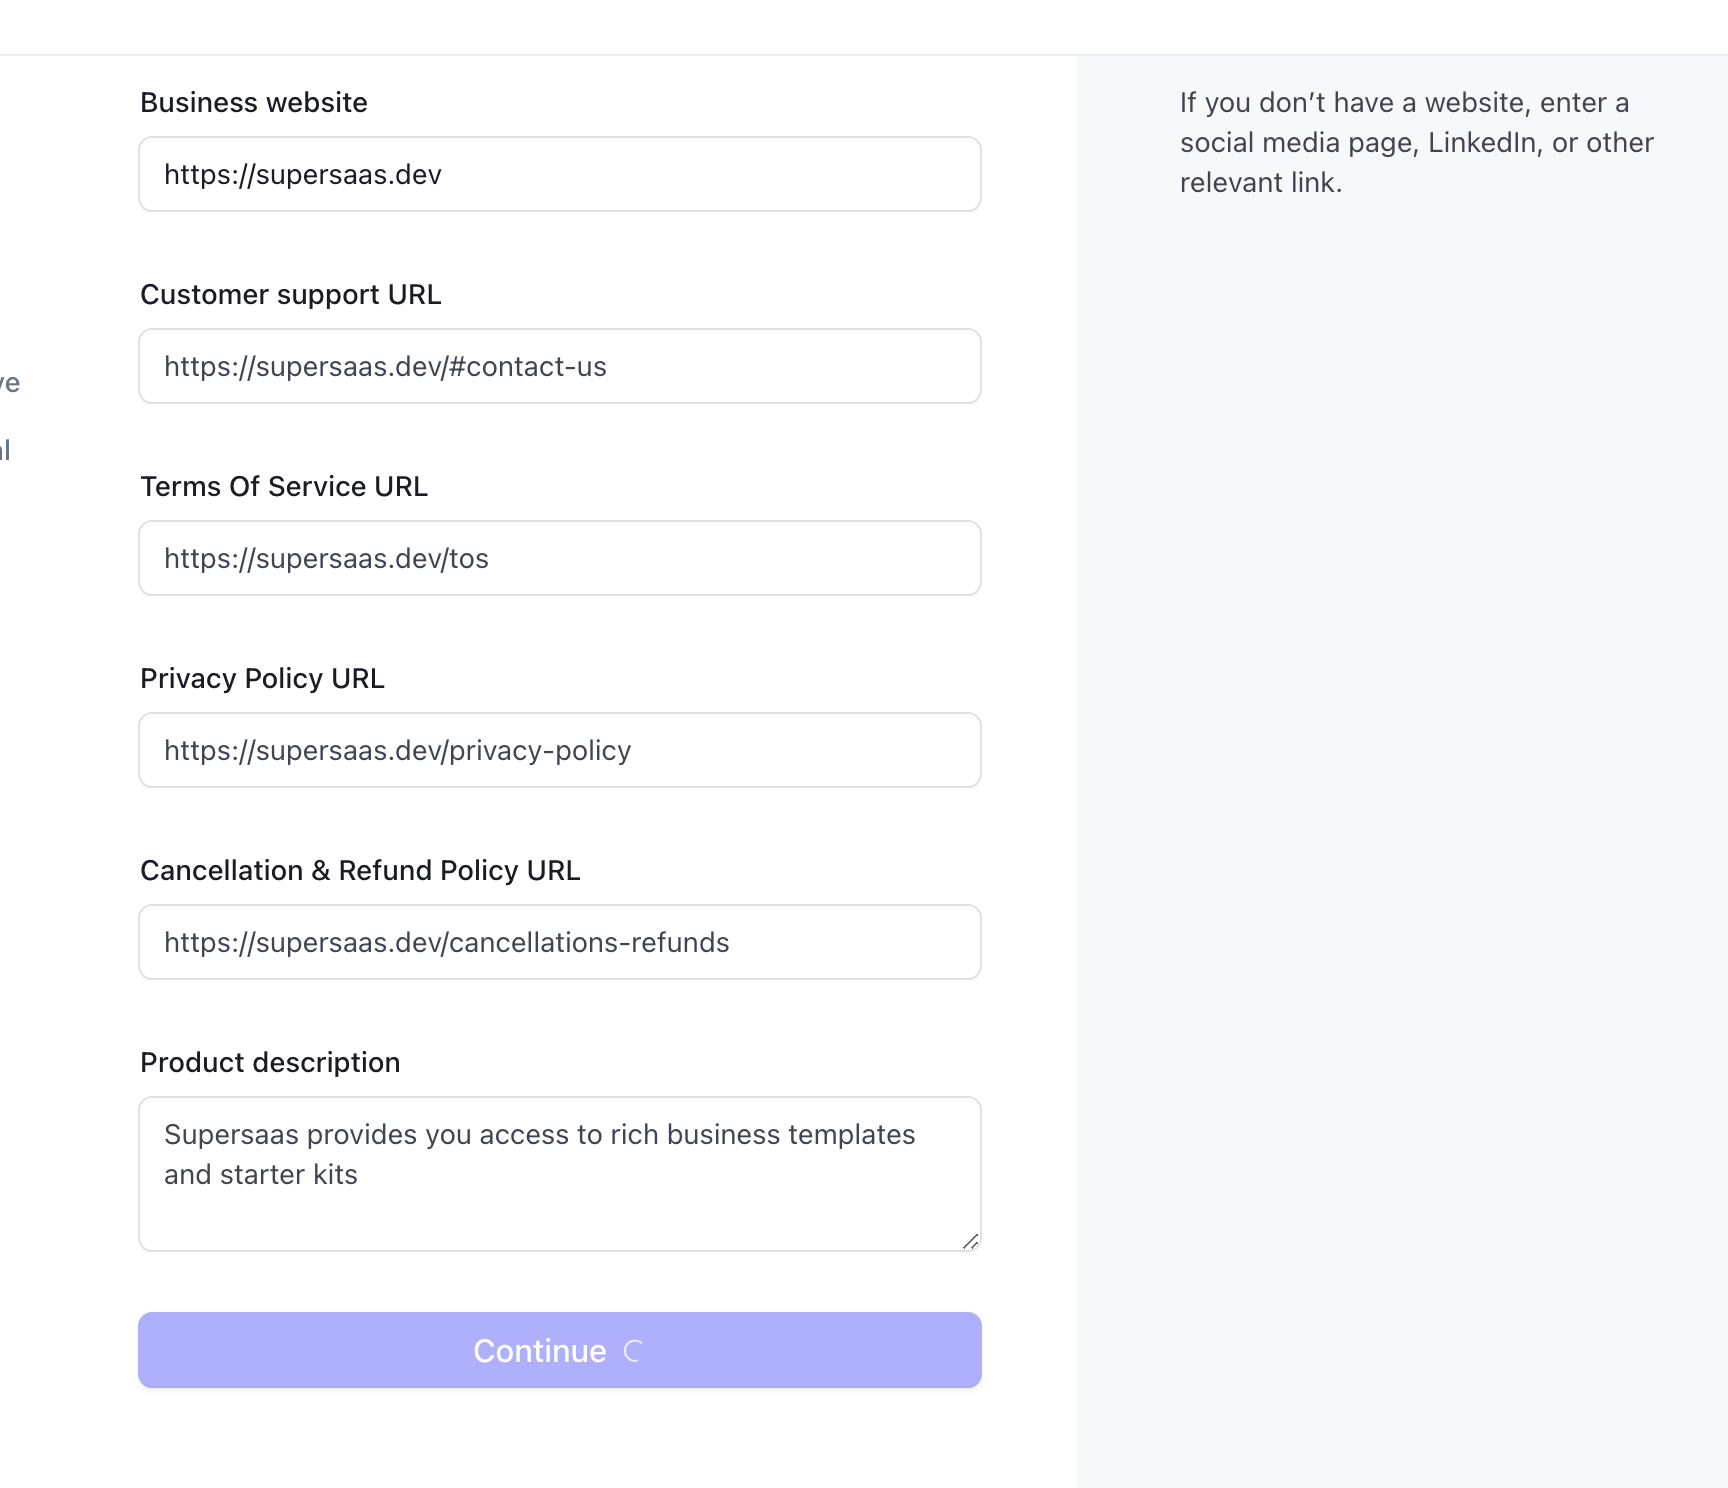 Business website
https://supersaas.dev
If you don’t have a website, enter a
social media page, LinkedIn, or other
relevant link.
Customer support URL
https://supersaas.dev/#contact-us
Terms Of Service URL
https://supersaas.dev/tos
Privacy Policy URL
https://supersaas.dev/privacy-policy
Cancellation & Refund Policy URL
https://supersaas.dev/cancellations-refunds
Product description
Supersaas provides you access to rich business templates
and starter kits
Continue